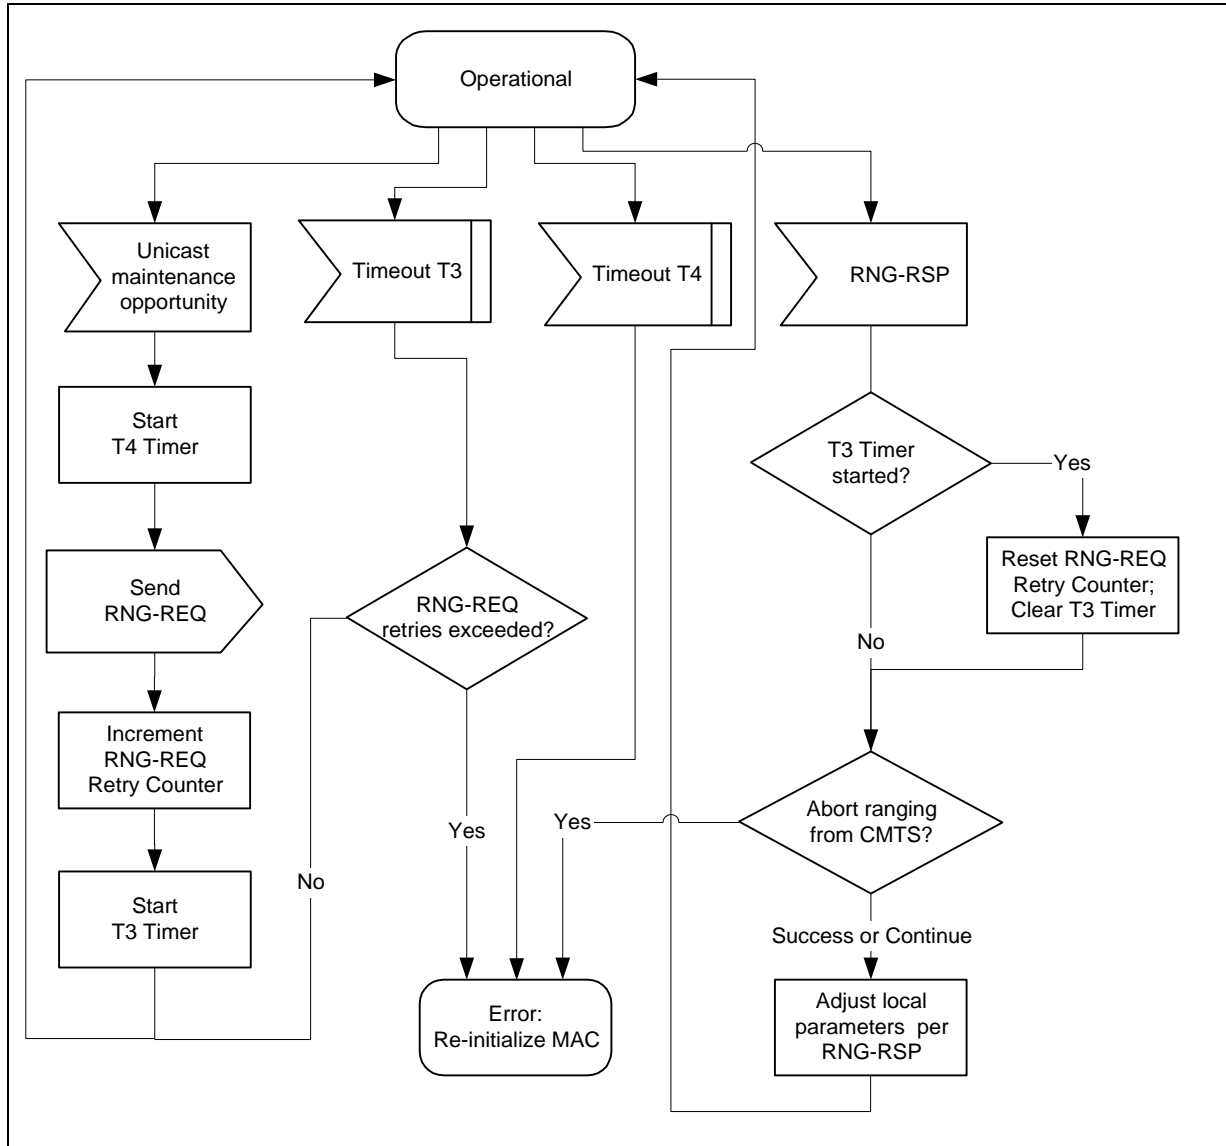 Operational
Unicast
maintenance
opportunity
Timeout T3
Timeout T4
RNG-RSP
Start
T4 Timer
T3 Timer
started?
Yes
Send
RNG-REQ
RNG-REQ
retries exceeded?
Reset RNG-REQ
Retry Counter;
Clear T3 Timer
No
Increment
RNG-REQ
Retry Counter
Yes
Yes
Abort ranging
from CMTS?
No
Start
T3 Timer
Success or Continue
Error:
Re-initialize MAC
Adjust local
parameters per
RNG-RSP